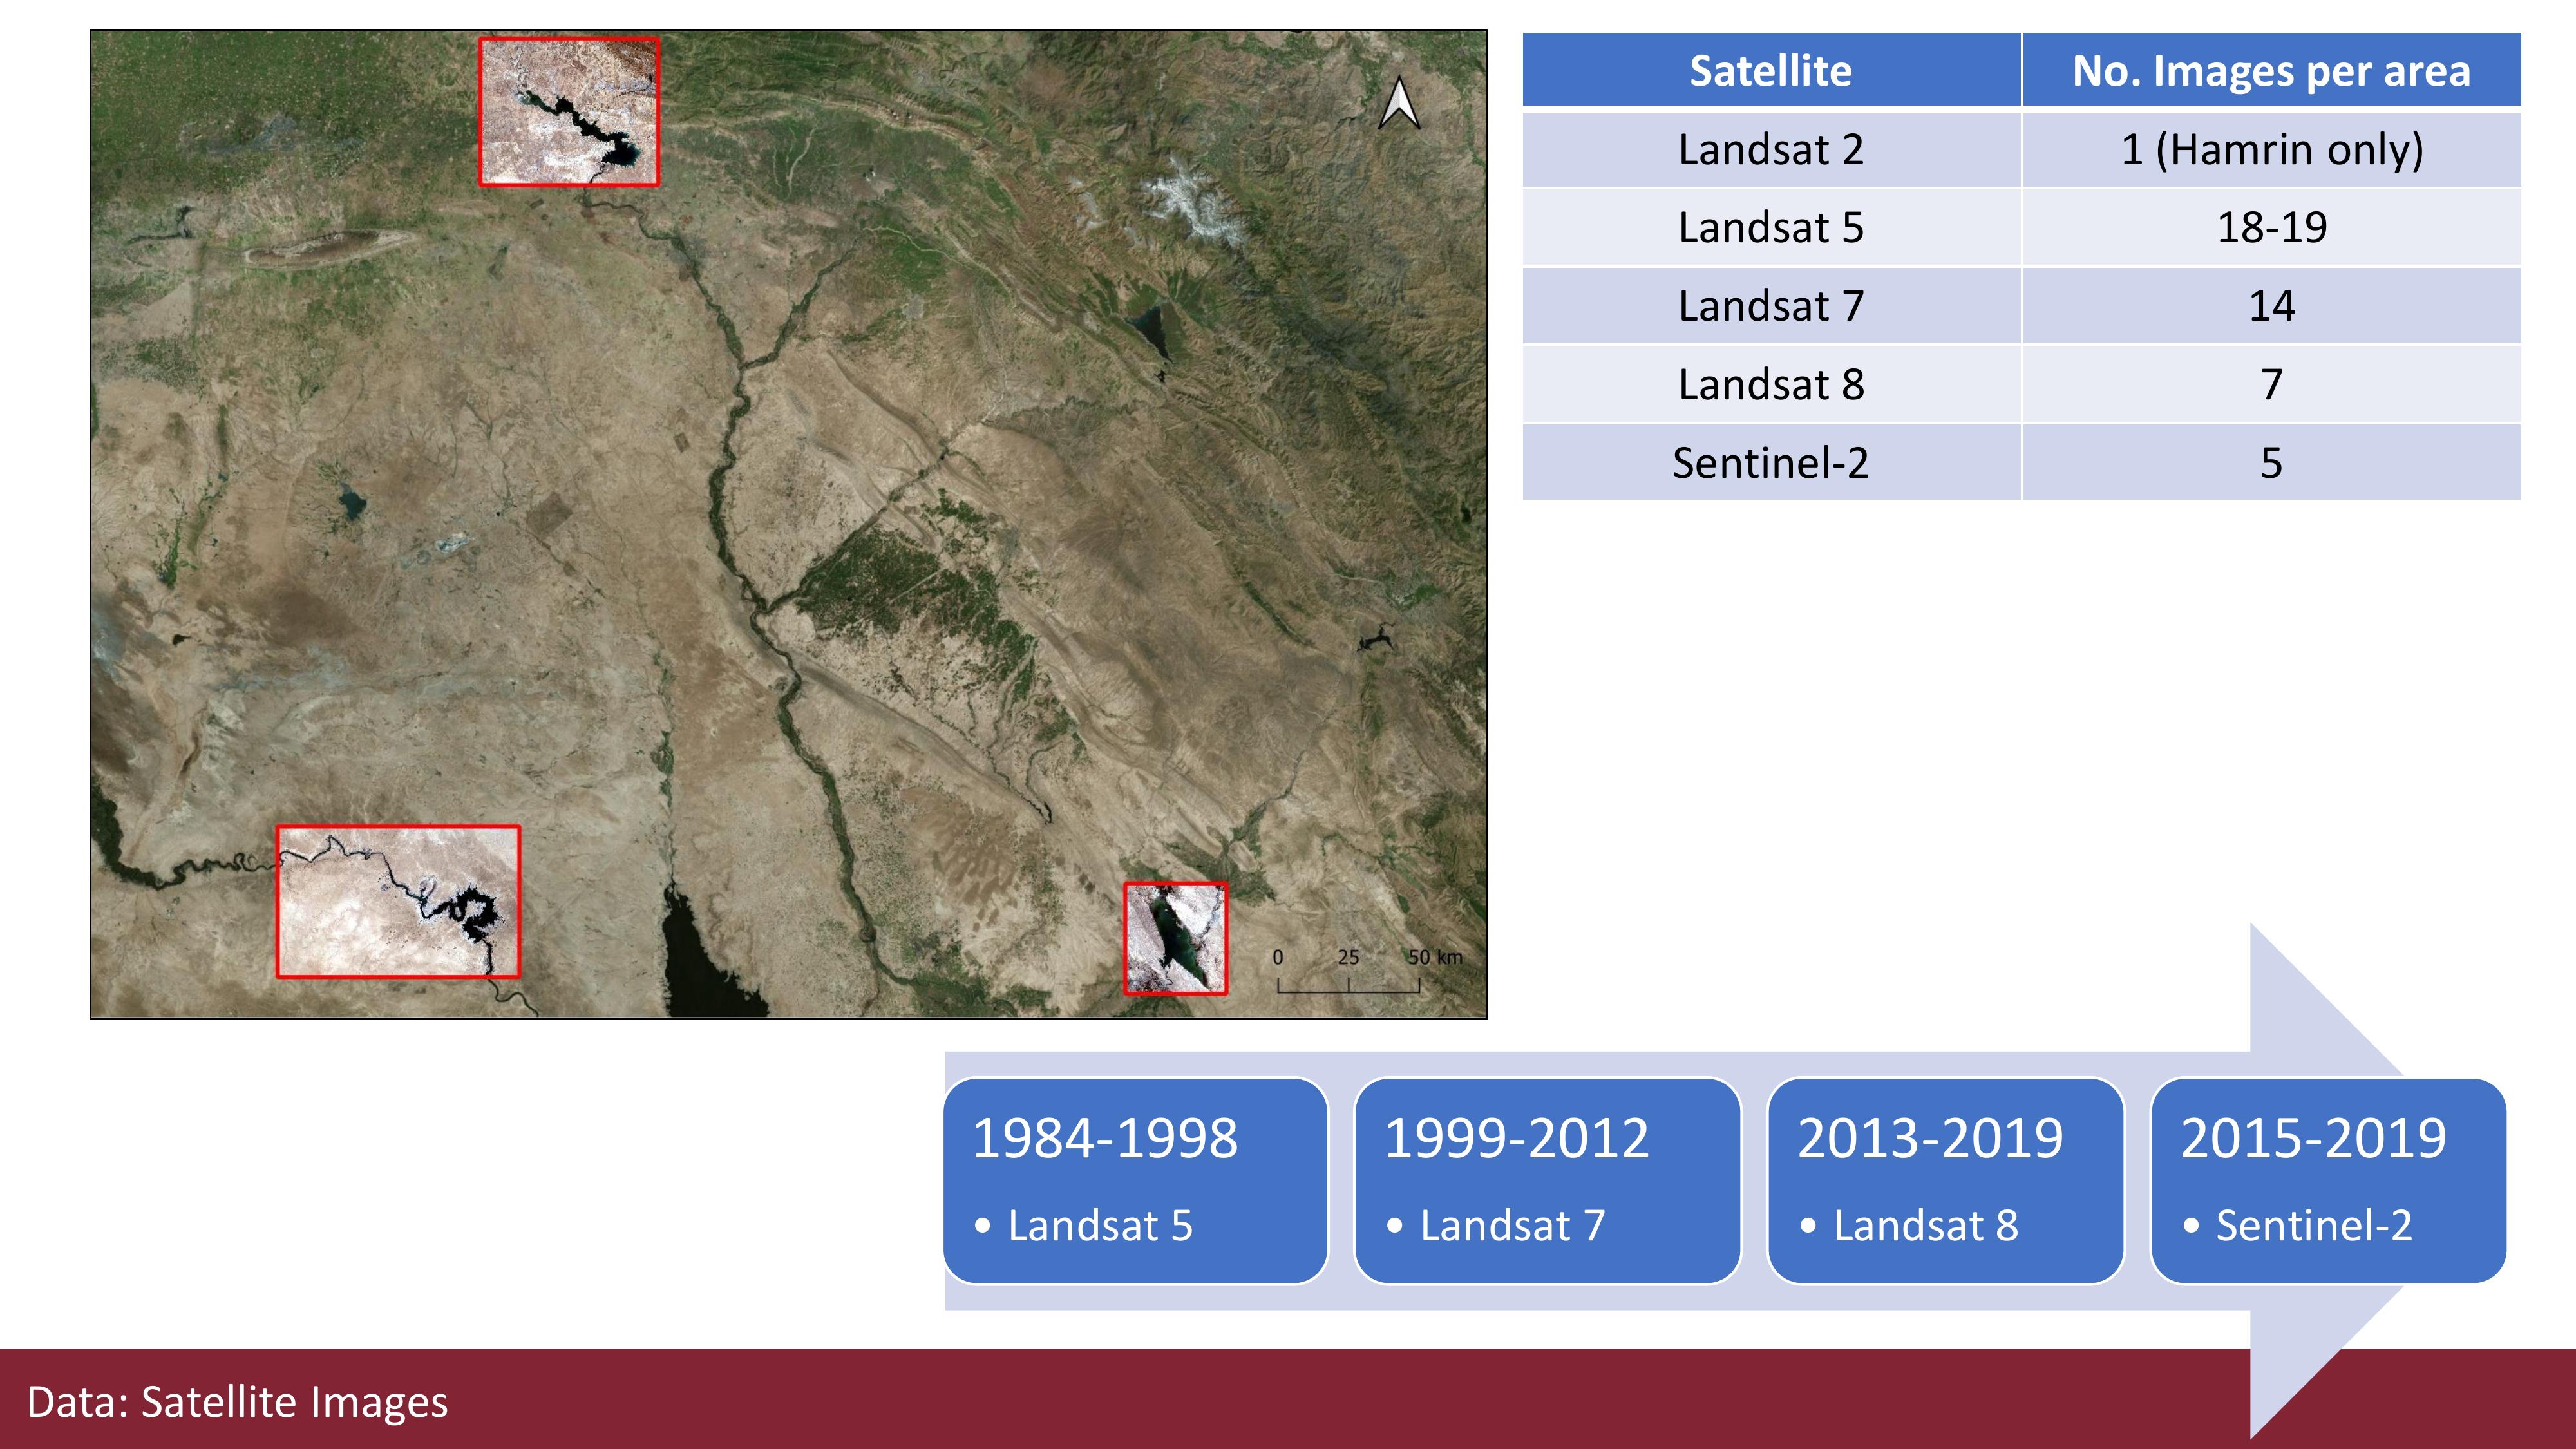 Satellite No. Images per area
Landsat 2 1 (Hamrin only)
Landsat 5 18-19
Landsat 7 14
Landsat 8 7
Sentinel-2 5
0 25 50 km
1984-1998
• Landsat 5
1999-2012
• Landsat 7
2013-2019
• Landsat 8
2015-2019
• Sentinel-2
Data: Satellite Images